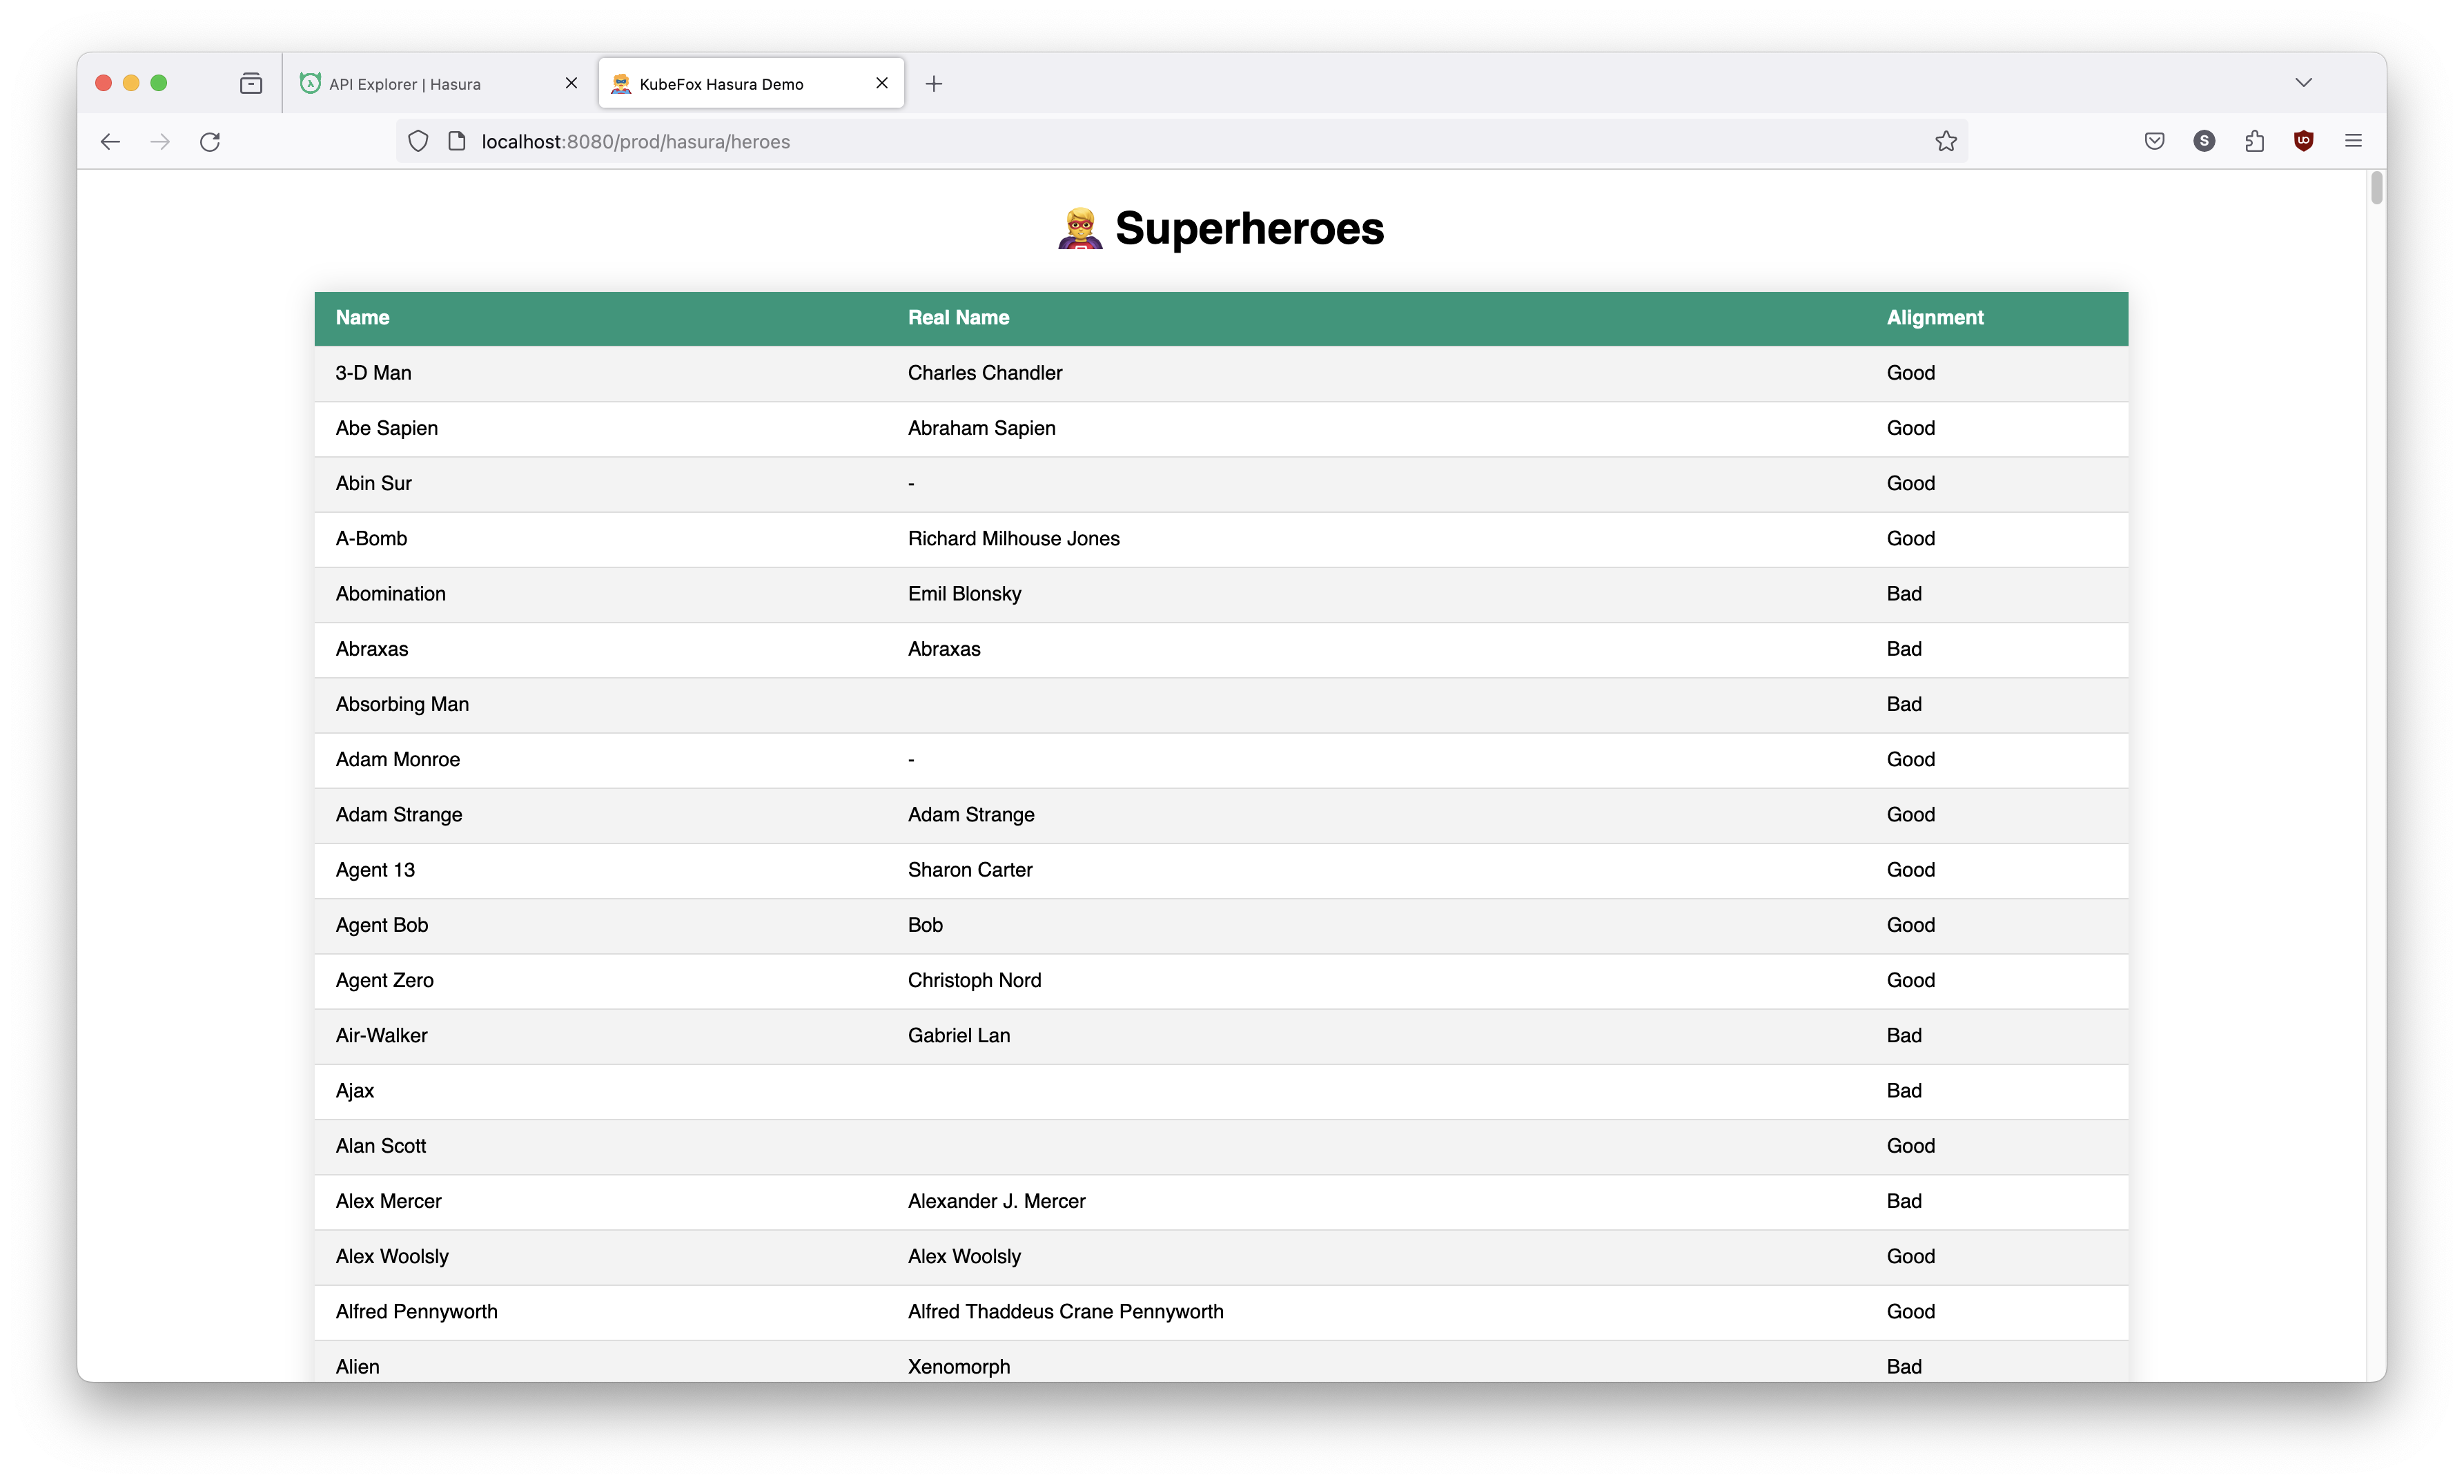 API Explorer | Hasura
KubeFox Hasura Demo
localhost:8080/prod/hasura/heroes
S
Superheroes
Name Real Name Alignment
3-D Man Charles Chandler Good
Abe Sapien Abraham Sapien Good
Abin Sur - Good
A-Bomb Richard Milhouse Jones Good
Abomination Emil Blonsky Bad
Abraxas Abraxas Bad
Absorbing Man Bad
Adam Monroe - Good
Adam Strange Adam Strange Good
Agent 13 Sharon Carter Good
Agent Bob Bob Good
Agent Zero Christoph Nord Good
Air-Walker Gabriel Lan Bad
Ajax Bad
Alan Scott Good
Alex Mercer Alexander J. Mercer Bad
Alex Woolsly Alex Woolsly Good
Alfred Pennyworth Alfred Thaddeus Crane Pennyworth Good
Alien Xenomorph Bad